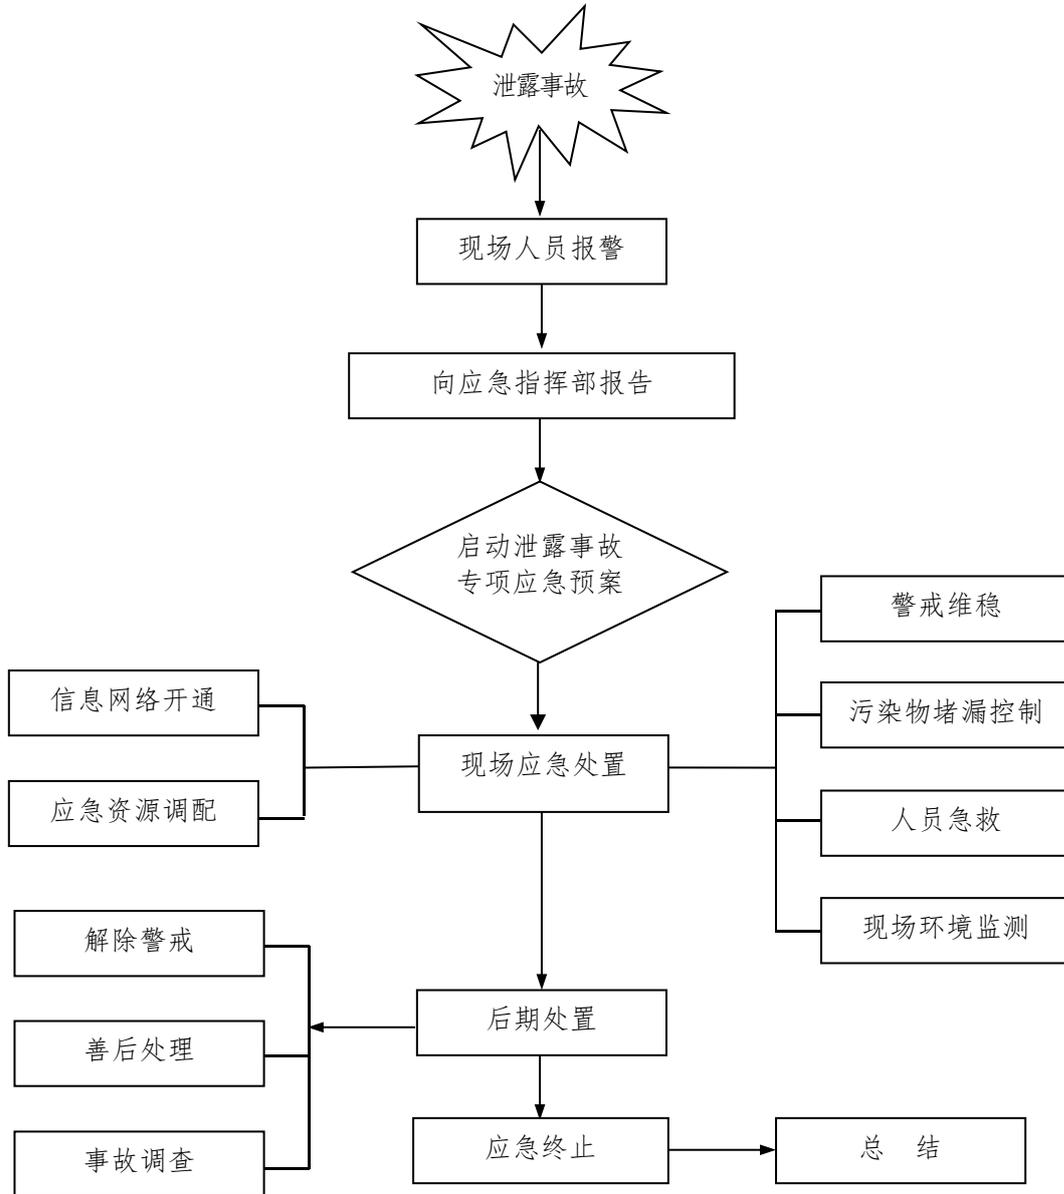 泄露事故
现场人员报警
向应急指挥部报告
启动泄露事故
专项应急预案
警戒维稳
信息网络开通
污染物堵漏控制
现场应急处置
应急资源调配
人员急救
现场环境监测
解除警戒
后期处置
善后处理
应急终止
总 结
事故调查